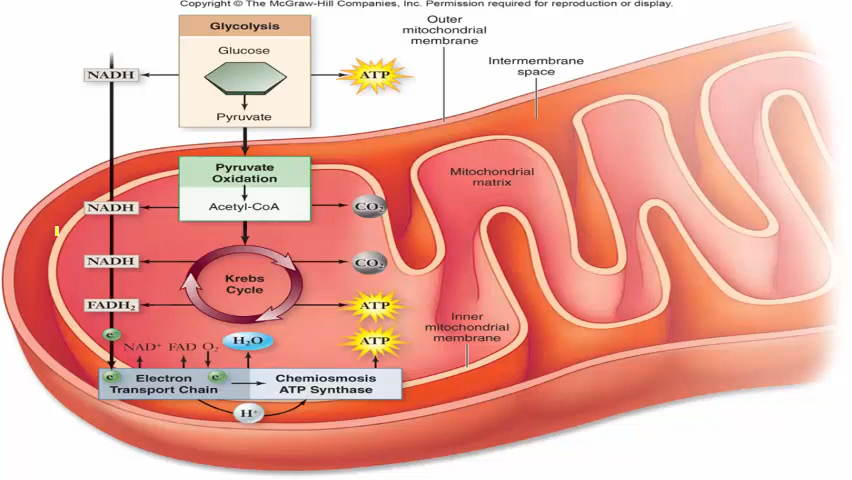 Copyright © The McGraw-Hill Companies, Inc. Permission required for reproduction or display.
Glycolysis
Glucose
Pyruvate
NADH
ATP
Outer
mitochondrial
membrane
Intermembrane
space
Pyruvate
Oxidation
Acetyl-CoA
NADH
CO₂
Mitochondrial
matrix
NADH
Krebs
Cycle
CO₂
FADH₂
ATP
e⁻
NAD⁺ FAD O₂
H₂O
ATP
Inner
mitochondrial
membrane
e⁻
Electron
Transport Chain
e⁻
Chemiosmosis
ATP Synthase
H⁺